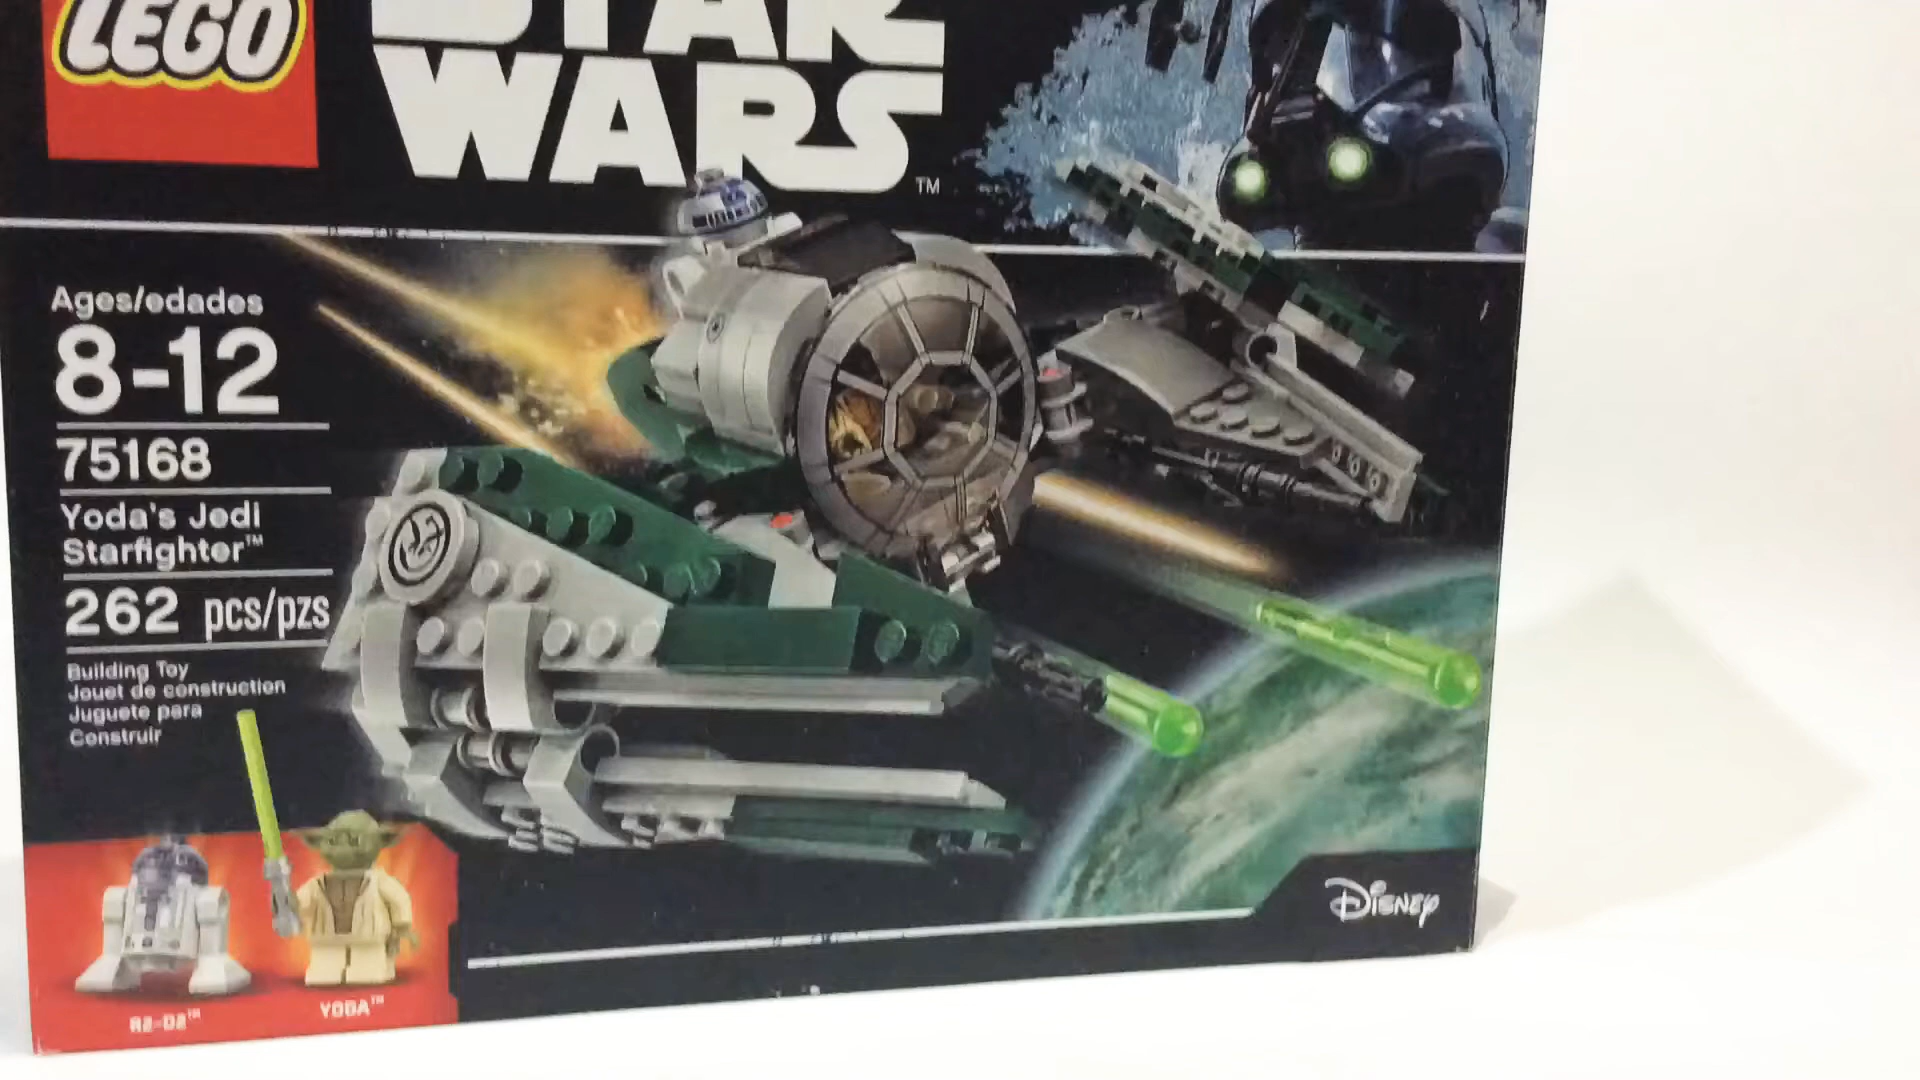 LEGO
STAR
WARS
TM
Ages/edades
8-12
75168
Yoda's Jedi
Starfighter™
262 pcs/pzs
Building Toy
Jouet de construction
Juguete para
Construir
R2-D2™
YODA™
Disney